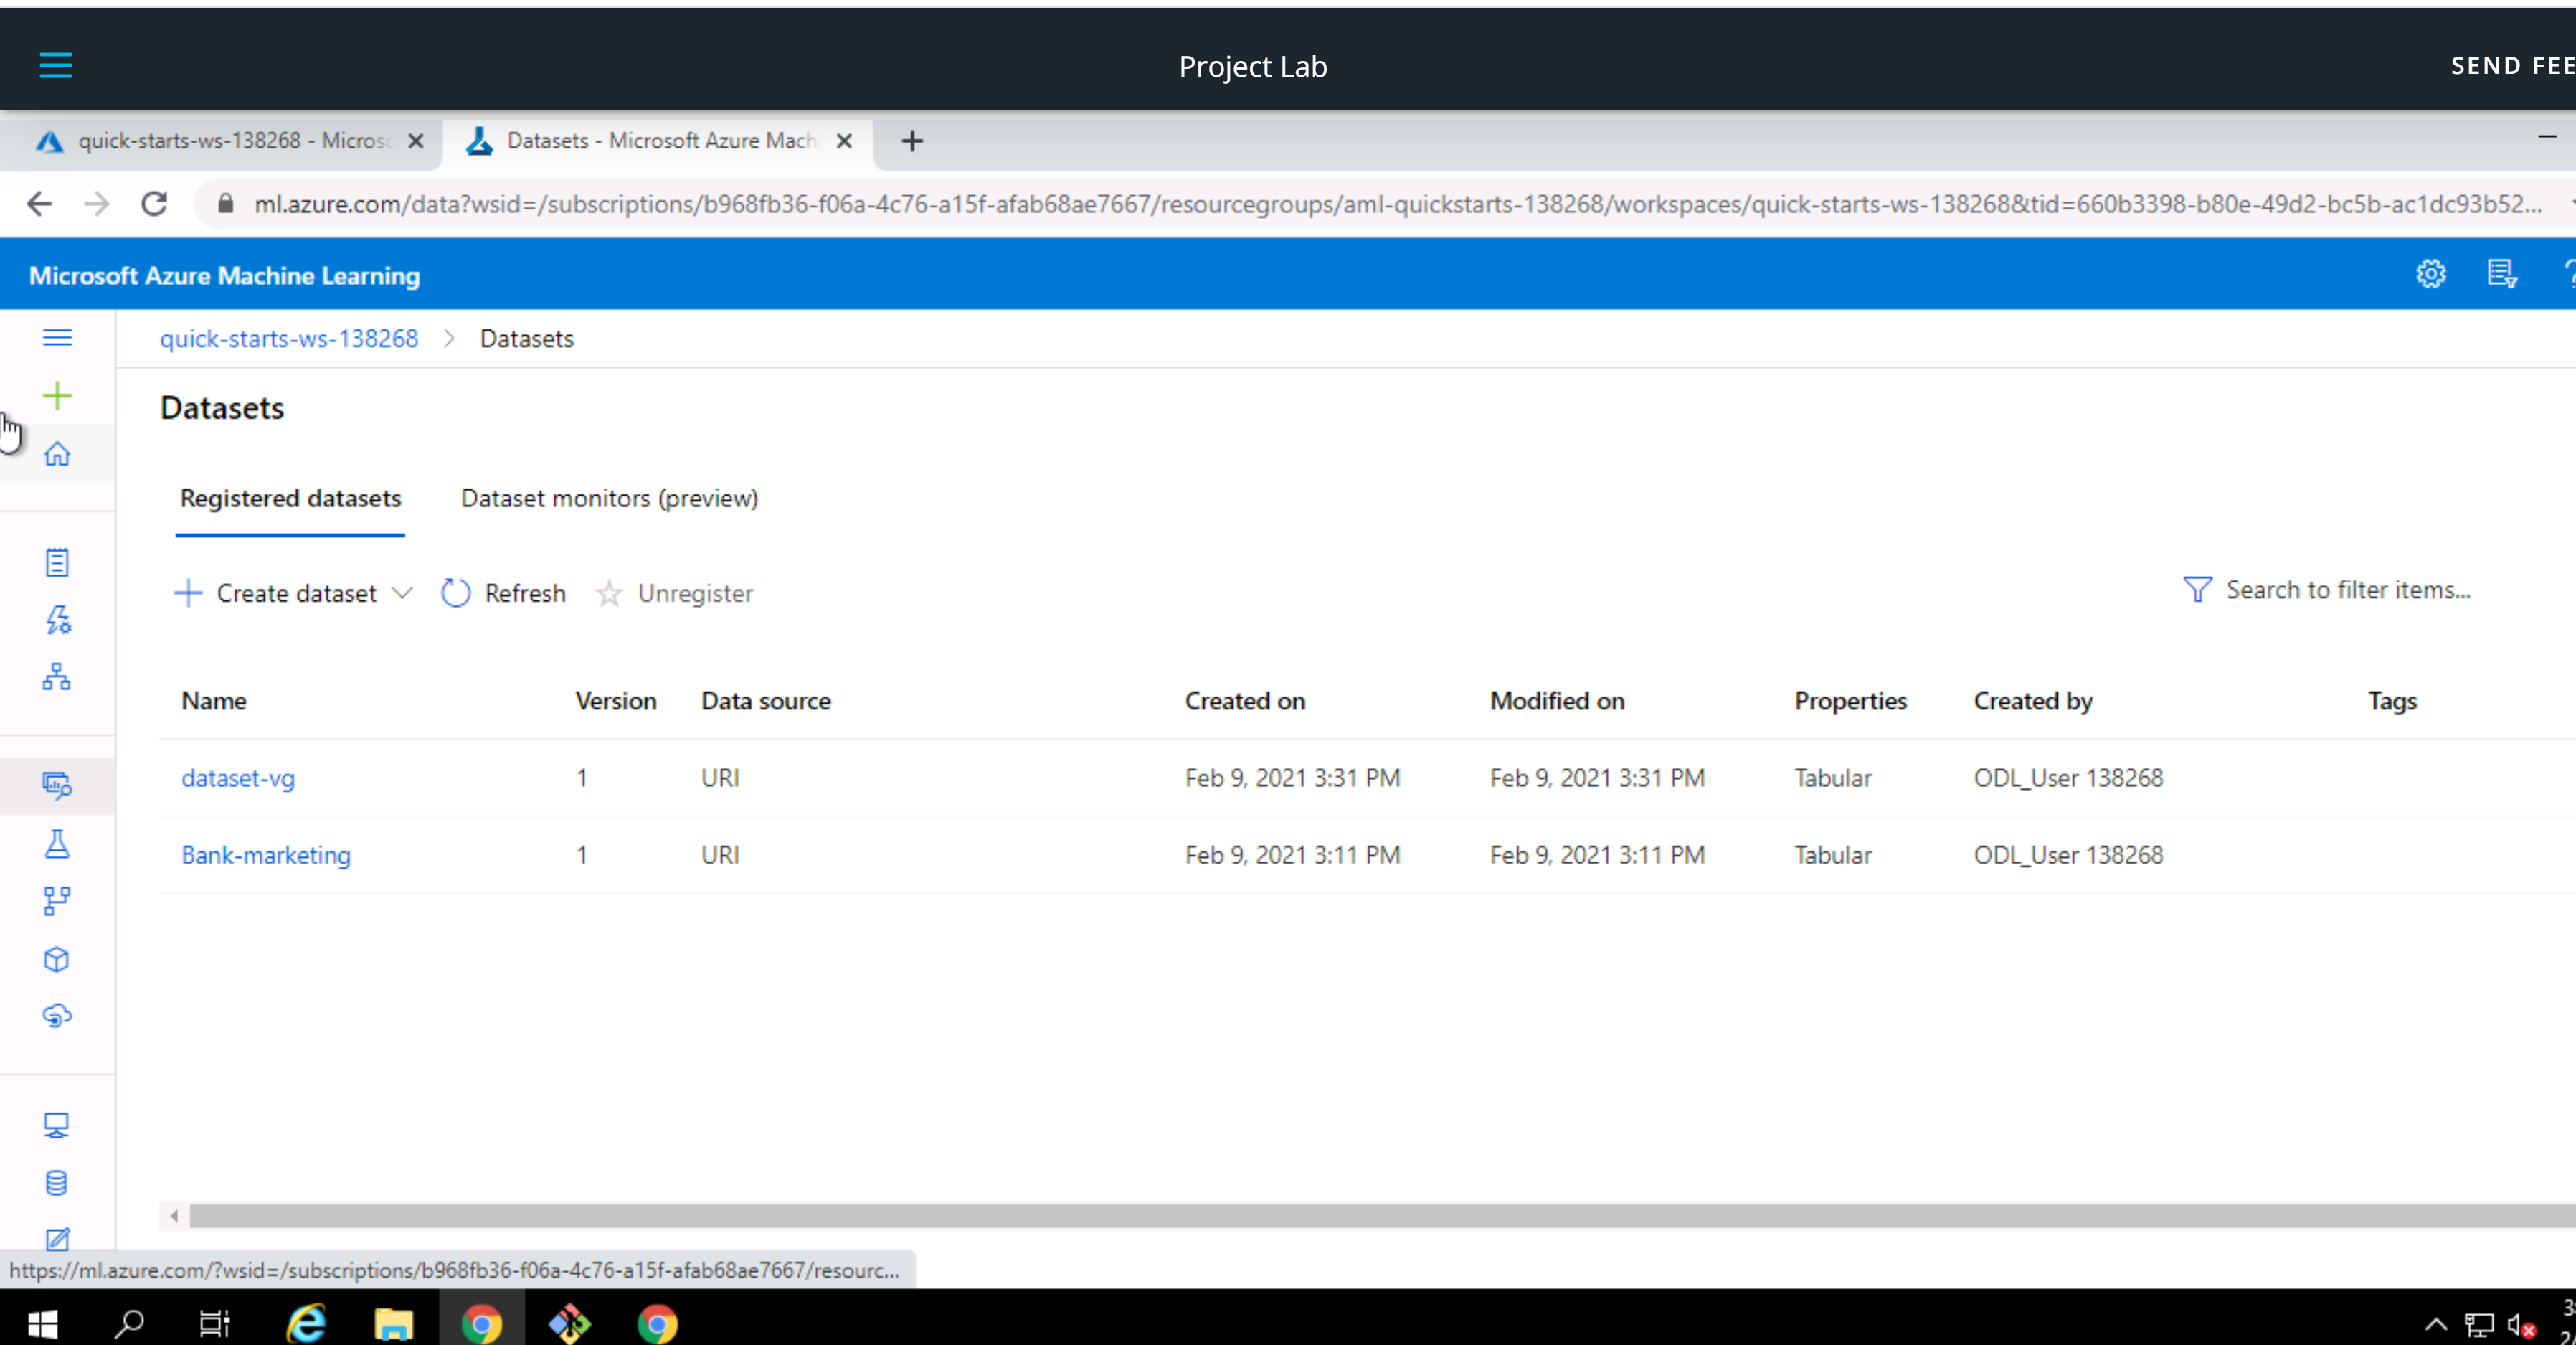 Project Lab
SEND FEE
quick-starts-ws-138268 - Micros
Datasets - Microsoft Azure Mach
ml.azure.com/data?wsid=/subscriptions/b968fb36-f06a-4c76-a15f-afab68ae7667/resourcegroups/aml-quickstarts-138268/workspaces/quick-starts-ws-138268&tid=660b3398-b80e-49d2-bc5b-ac1dc93b52...
Microsoft Azure Machine Learning
quick-starts-ws-138268 > Datasets
Datasets
Registered datasets Dataset monitors (preview)
Create dataset Refresh Unregister Search to filter items...
Name Version Data source Created on Modified on Properties Created by Tags
dataset-vg 1 URI Feb 9, 2021 3:31 PM Feb 9, 2021 3:31 PM Tabular ODL_User 138268
Bank-marketing 1 URI Feb 9, 2021 3:11 PM Feb 9, 2021 3:11 PM Tabular ODL_User 138268
https://ml.azure.com/?wsid=/subscriptions/b968fb36-f06a-4c76-a15f-afab68ae7667/resourc...